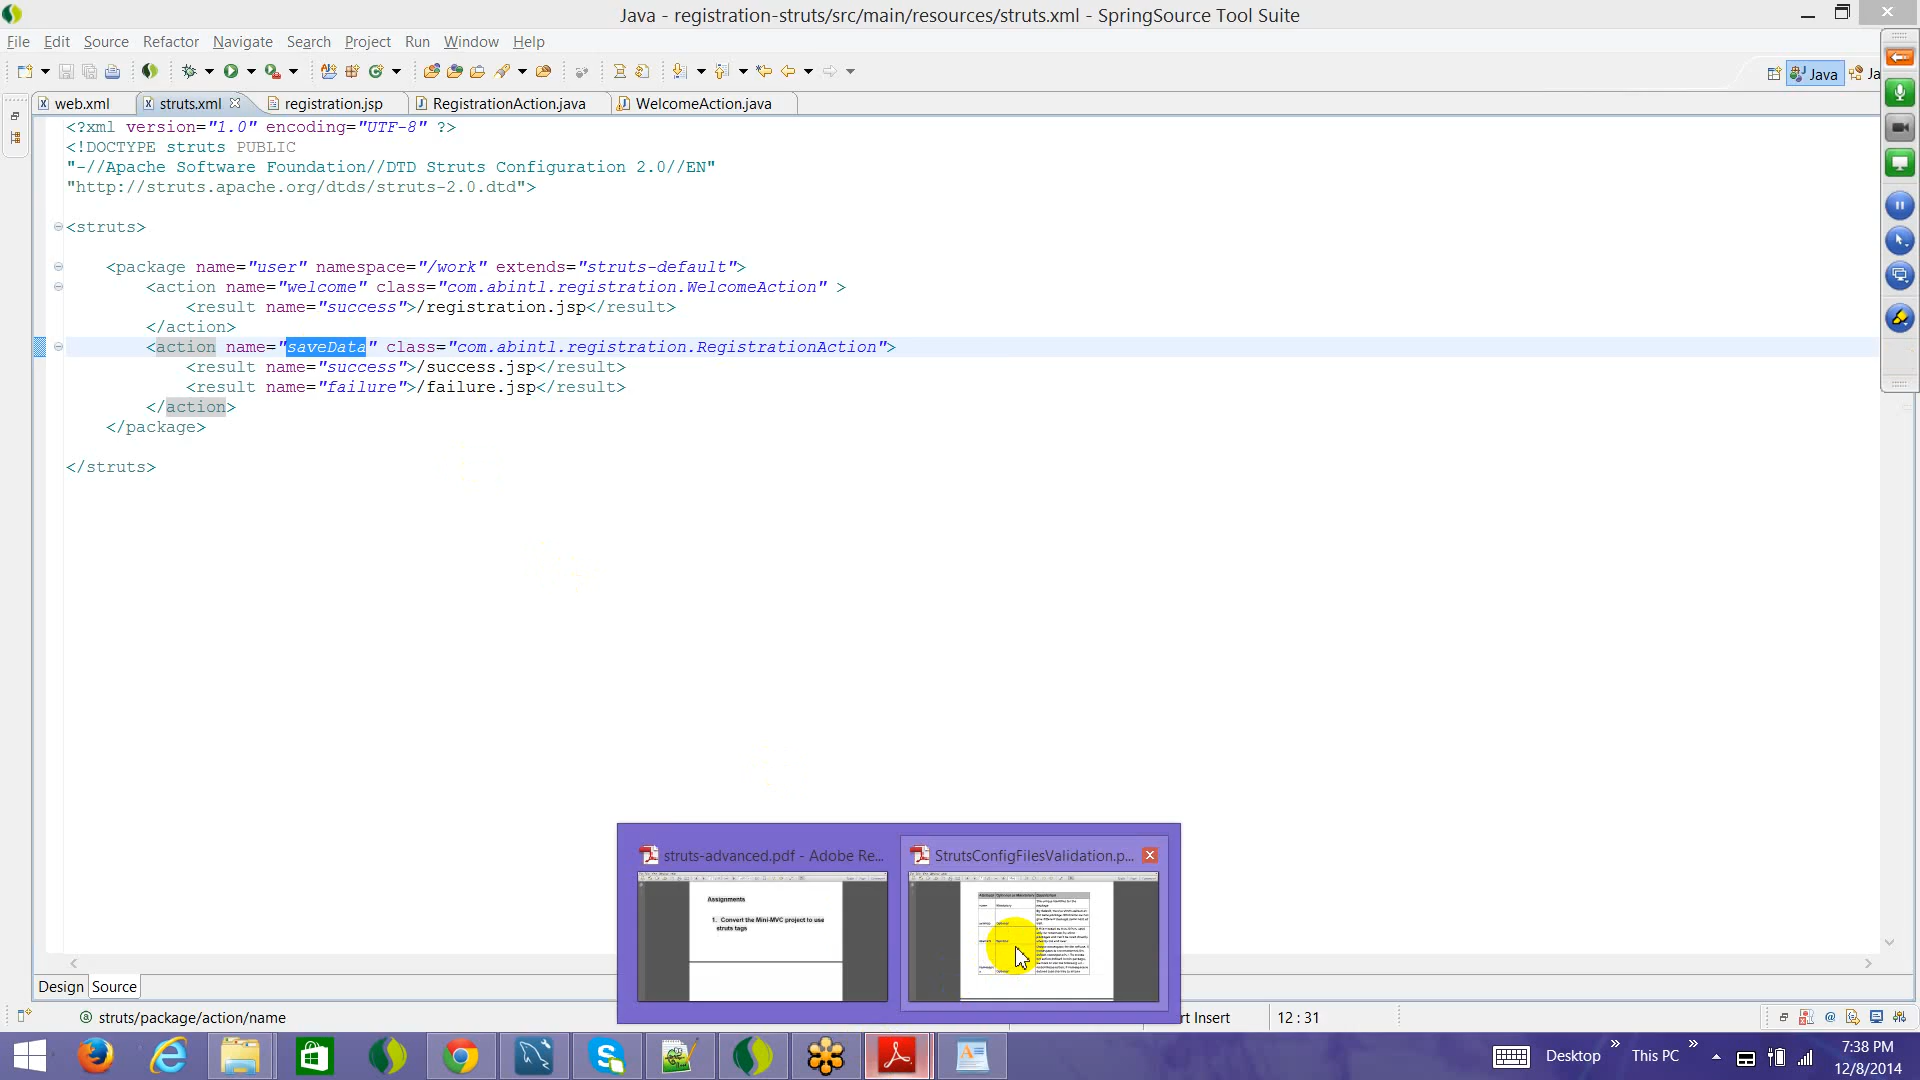 Java - registration-struts/src/main/resources/struts.xml - SpringSource Tool Suite
File Edit Source Refactor Navigate Search Project Run Window Help
Java
Ja
web.xml
struts.xml
registration.jsp
RegistrationAction.java
WelcomeAction.java
<?xml version="1.0" encoding="UTF-8" ?>
<!DOCTYPE struts PUBLIC
"-//Apache Software Foundation//DTD Struts Configuration 2.0//EN"
"http://struts.apache.org/dtds/struts-2.0.dtd">
<struts>
<package name="user" namespace="/work" extends="struts-default">
<action name="welcome" class="com.abintl.registration.WelcomeAction" >
<result name="success">/registration.jsp</result>
</action>
<action name="saveData" class="com.abintl.registration.RegistrationAction">
<result name="success">/success.jsp</result>
<result name="failure">/failure.jsp</result>
</action>
</package>
</struts>
struts-advanced.pdf - Adobe Re...
StrutsConfigFilesValidation.p...
Assignments
1. Convert the Mini-MVC project to use
struts tags
Design Source
struts/package/action/name
rt Insert
12 : 31
Desktop
This PC
7:38 PM
12/8/2014